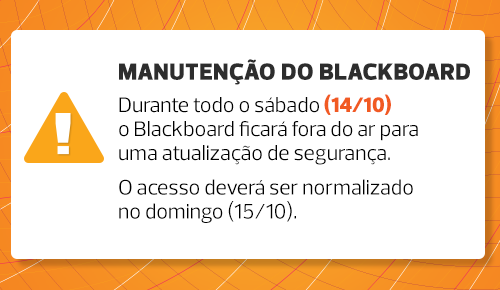 MANUTENÇÃO DO BLACKBOARD
Durante todo o sábado (14/10)
o Blackboard ficará fora do ar para
uma atualização de segurança.
O acesso deverá ser normalizado
no domingo (15/10).